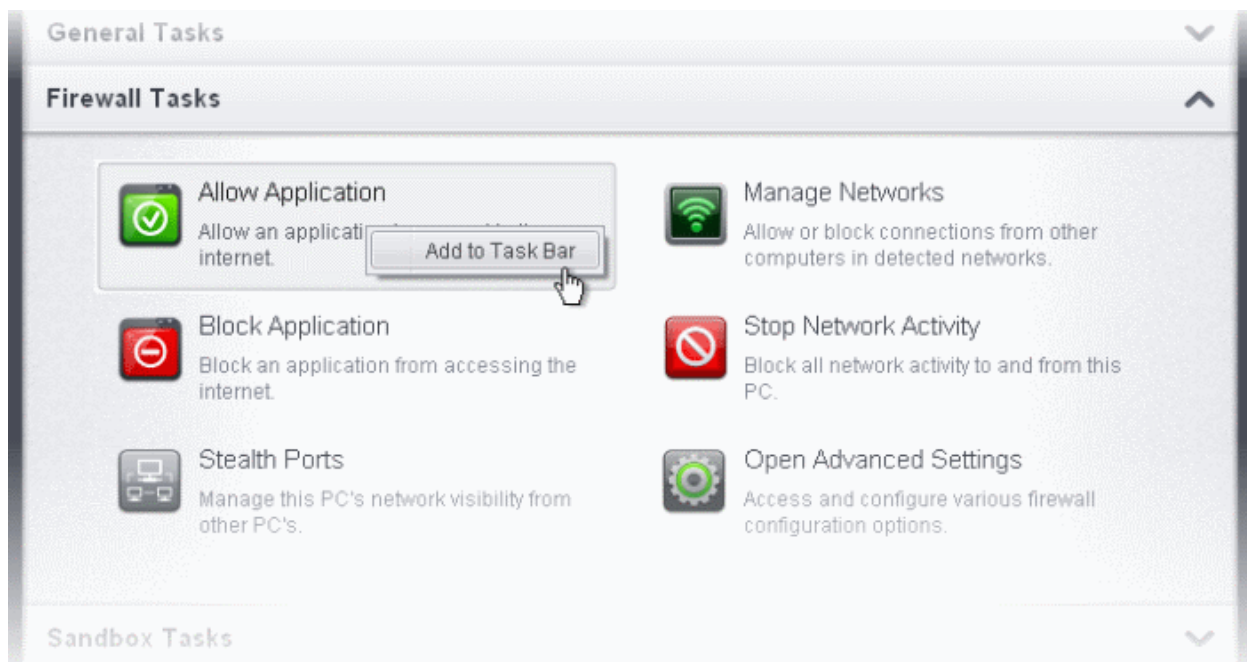 General Tasks
Firewall Tasks
Allow Application
Allow an applicati
internet.
Add to Task Bar
Manage Networks
Allow or block connections from other
computers in detected networks.
Block Application
Block an application from accessing the
internet.
Stop Network Activity
Block all network activity to and from this
PC.
Stealth Ports
Manage this PC's network visibility from
other PC's.
Open Advanced Settings
Access and configure various firewall
configuration options.
Sandbox Tasks